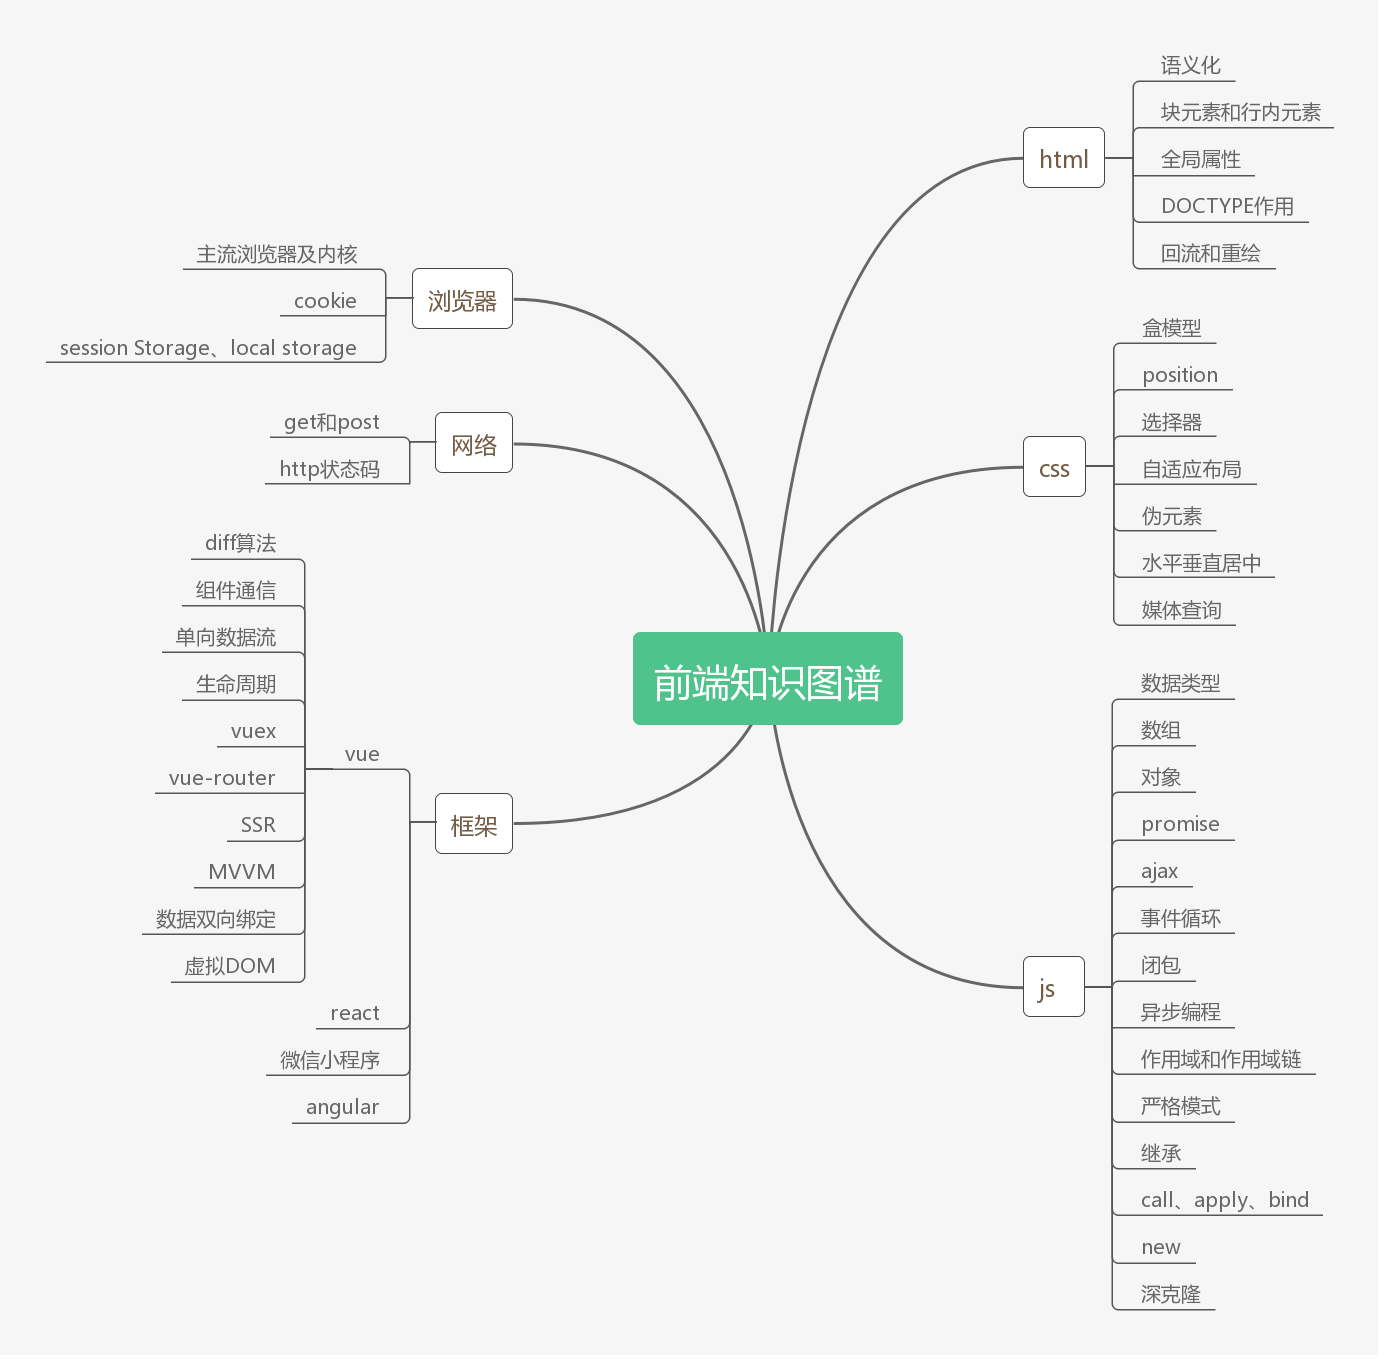 前端知识图谱
html
语义化
块元素和行内元素
全局属性
DOCTYPE作用
回流和重绘
css
盒模型
position
选择器
自适应布局
伪元素
水平垂直居中
媒体查询
js
数据类型
数组
对象
promise
ajax
事件循环
闭包
异步编程
作用域和作用域链
严格模式
继承
call、apply、bind
new
深克隆
浏览器
主流浏览器及内核
cookie
session Storage、local storage
网络
get和post
http状态码
框架
vue
diff算法
组件通信
单向数据流
生命周期
vuex
vue-router
SSR
MVVM
数据双向绑定
虚拟DOM
react
微信小程序
angular